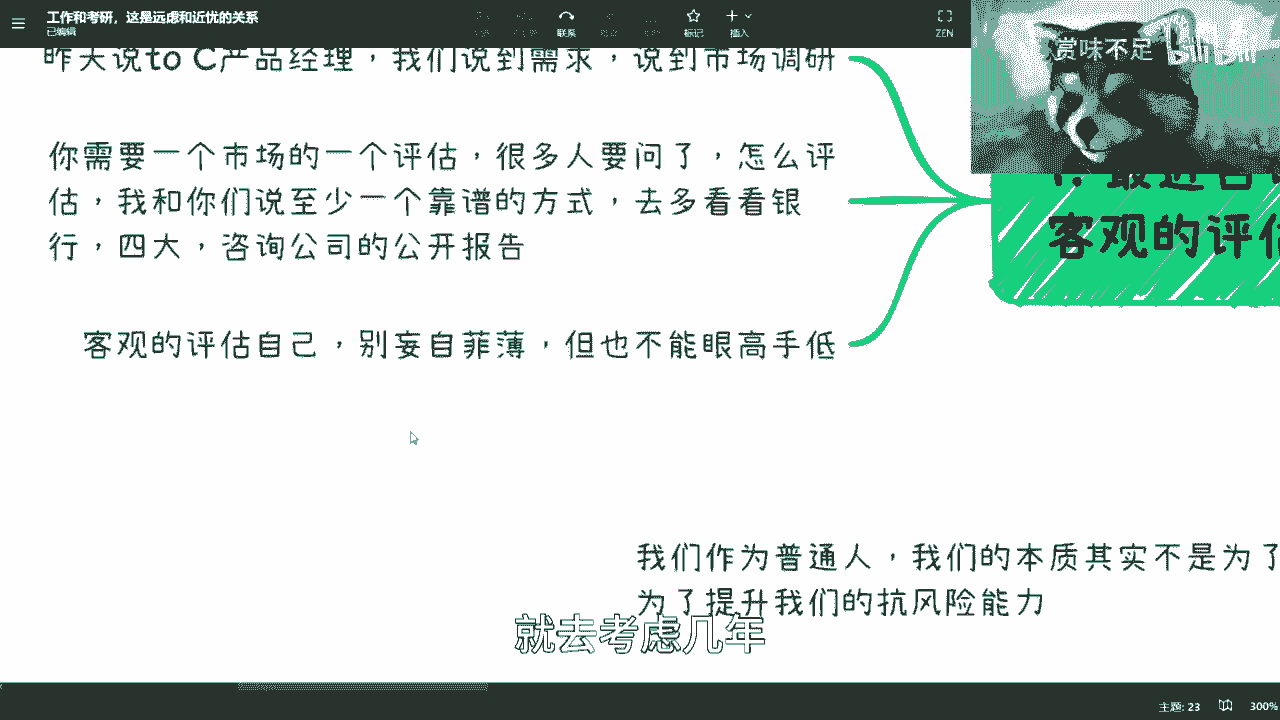 工作和考研，这是远虑和近忧的关系
已编辑
联系
标记
插入
ZEN
赏味不足
昨天说to C产品经理，我们说到需求，说到市场调研
你需要一个市场的一个评估，很多人要问了，怎么评
估，我和你们说至少一个靠谱的方式，去多看看银
行，四大，咨询公司的公开报告
客观的评估自己，别妄自菲薄，但也不能眼高手低
客观的评估
我们作为普通人，我们的本质其实不是为了
为了提升我们的抗风险能力
就去考虑几年
主题: 23
300%